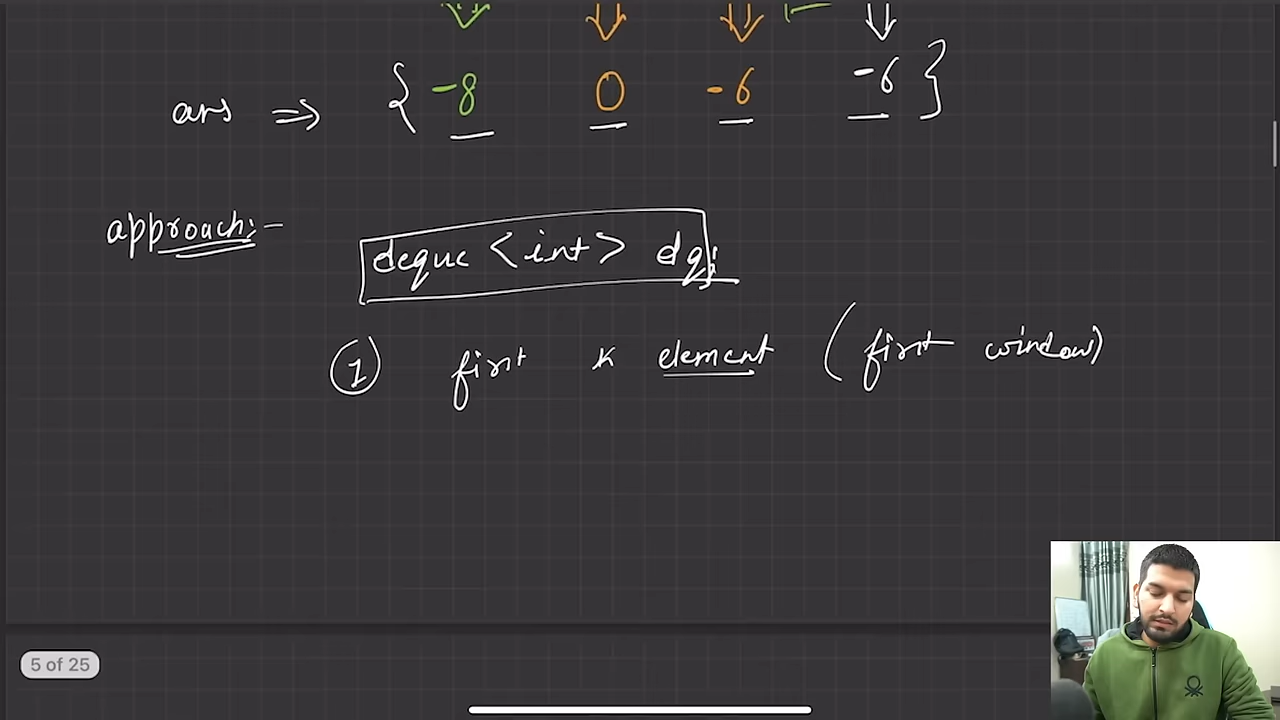 ans ⇒ { -8 0 -6 -6 }
approach:-
deque <int> dq;
① first k element (first window)
5 of 25